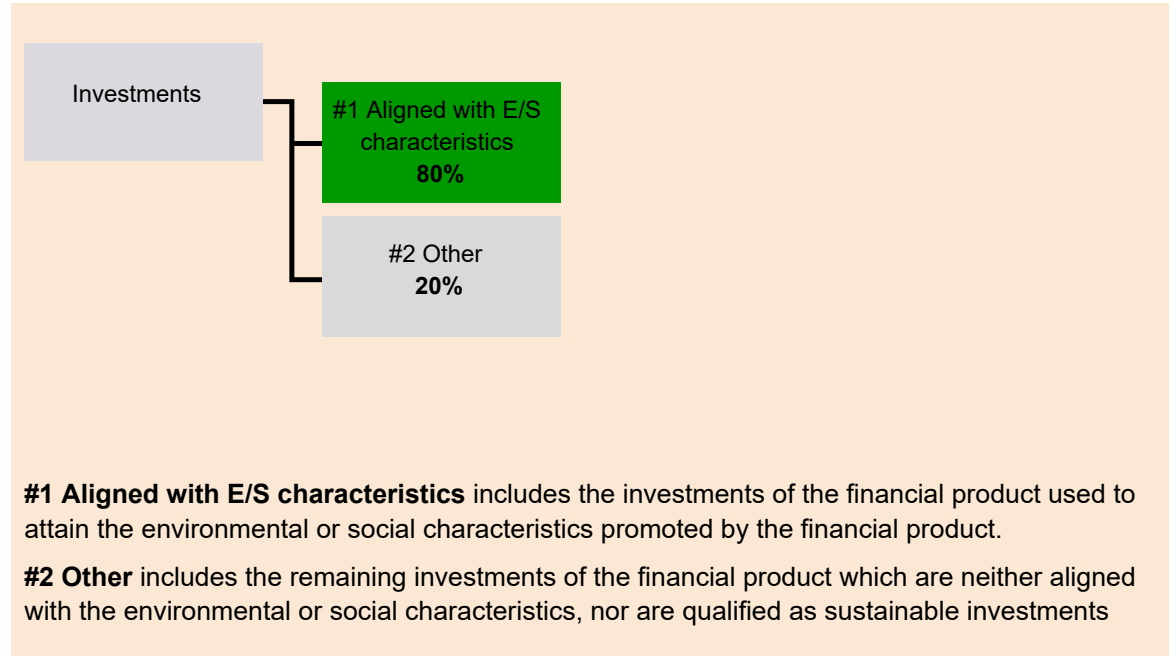 Investments
#1 Aligned with E/S
characteristics
80%
#2 Other
20%
#1 Aligned with E/S characteristics includes the investments of the financial product used to
attain the environmental or social characteristics promoted by the financial product.
#2 Other includes the remaining investments of the financial product which are neither aligned
with the environmental or social characteristics, nor are qualified as sustainable investments